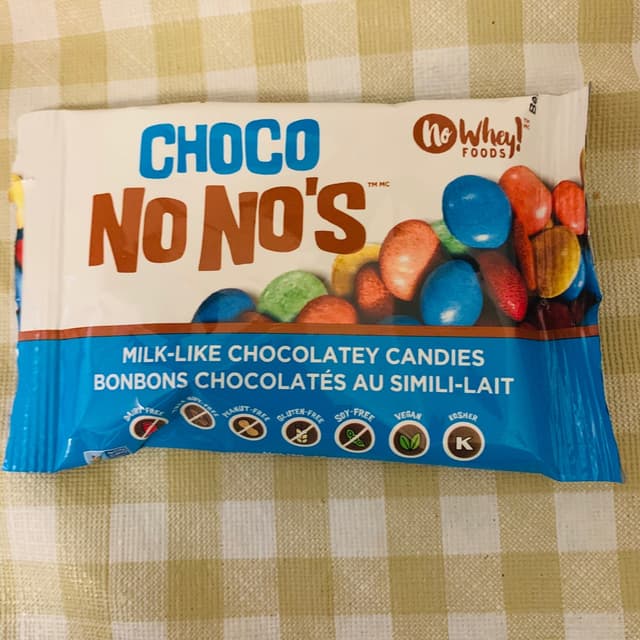 CHOCO
NO NO'S™ MC
No Whey!
FOODS
MILK-LIKE CHOCOLATEY CANDIES
BONBONS CHOCOLATÉS AU SIMILI-LAIT
DAIRY-FREE
PEANUT-FREE
GLUTEN-FREE
SOY-FREE
VEGAN
KOSHER
K